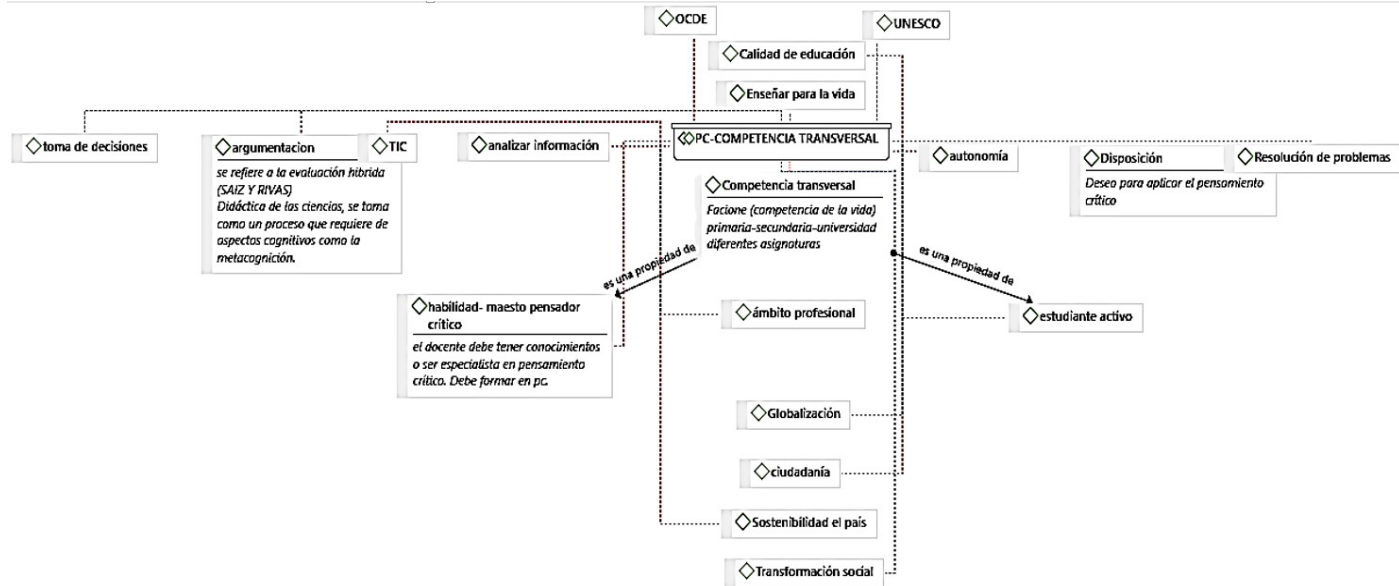 OCDE
UNESCO
Calidad de educación
Enseñar para la vida
PC-COMPETENCIA TRANSVERSAL
toma de decisiones
argumentacion
se refiere a la evaluación hibrida
(SAIZ Y RIVAS)
Didáctica de las ciencias, se toma
como un proceso que requiere de
aspectos cognitivos como la
metacognición.
TIC
analizar información
autonomía
Disposición
Deseo para aplicar el pensamiento
crítico
Resolución de problemas
Competencia transversal
Facione (competencia de la vida)
primaria-secundaria-universidad
diferentes asignaturas
es una propiedad de
es una propiedad de
habilidad- maesto pensador
crítico
el docente debe tener conocimientos
o ser especialista en pensamiento
crítico. Debe formar en pc.
ámbito profesional
estudiante activo
Globalización
ciudadanía
Sostenibilidad el país
Transformación social